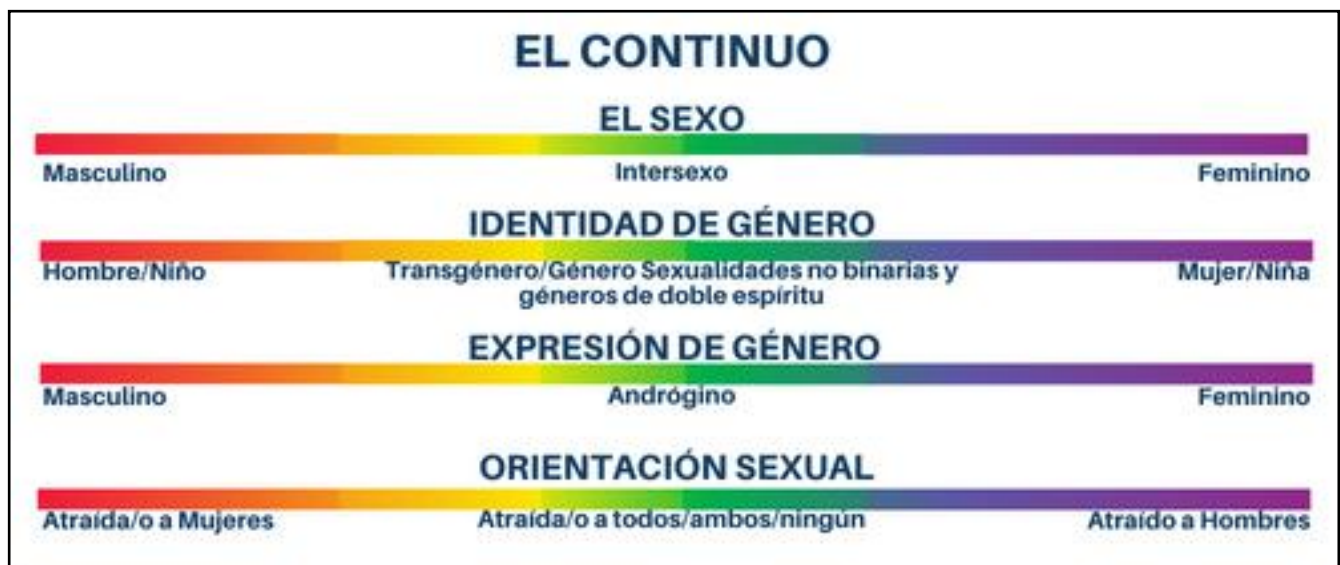 EL CONTINUO
EL SEXO
Masculino Intersexo Feminino
IDENTIDAD DE GÉNERO
Hombre/Niño Transgénero/Género Sexualidades no binarias y Mujer/Niña
géneros de doble espíritu
EXPRESIÓN DE GÉNERO
Masculino Andrógino Feminino
ORIENTACIÓN SEXUAL
Atraída/o a Mujeres Atraída/o a todos/ambos/ningún Atraído a Hombres